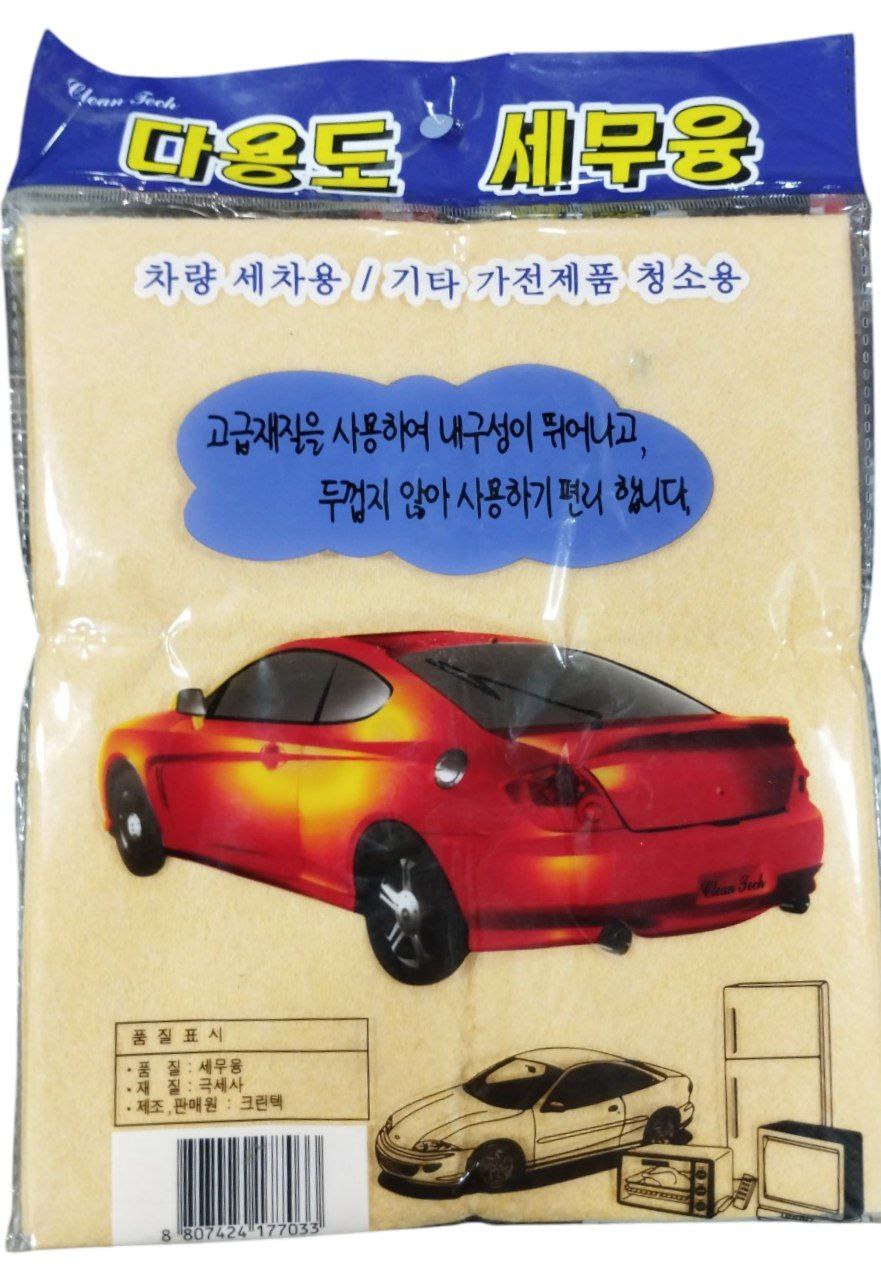 Clean Tech
다용도 세무융
차량 세차용 / 기타 가전제품 청소용
고급재질을 사용하여 내구성이 뛰어나고,
두껍지 않아 사용하기 편리 합니다.
Clean Tech
품 질 표 시
· 품 질 : 세무융
· 재 질 : 극세사
· 제조,판매원 : 크린텍
8 807424 177033